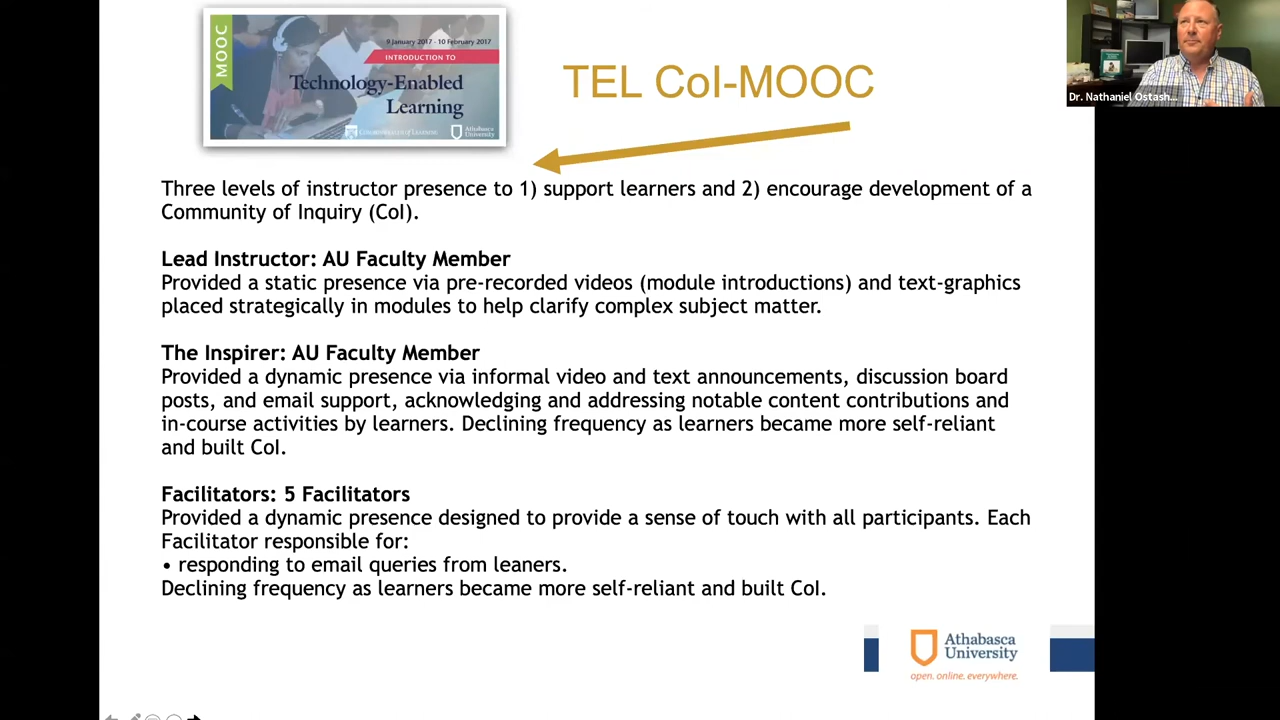 MOOC
9 January 2017 - 10 February 2017
INTRODUCTION TO
Technology-Enabled
Learning
COMMONWEALTH of LEARNING
Athabasca
University
TEL CoI-MOOC
Dr. Nathaniel Ostash...
Three levels of instructor presence to 1) support learners and 2) encourage development of a
Community of Inquiry (CoI).
Lead Instructor: AU Faculty Member
Provided a static presence via pre-recorded videos (module introductions) and text-graphics
placed strategically in modules to help clarify complex subject matter.
The Inspirer: AU Faculty Member
Provided a dynamic presence via informal video and text announcements, discussion board
posts, and email support, acknowledging and addressing notable content contributions and
in-course activities by learners. Declining frequency as learners became more self-reliant
and built CoI.
Facilitators: 5 Facilitators
Provided a dynamic presence designed to provide a sense of touch with all participants. Each
Facilitator responsible for:
• responding to email queries from leaners.
Declining frequency as learners became more self-reliant and built CoI.
Athabasca
University
open. online. everywhere.